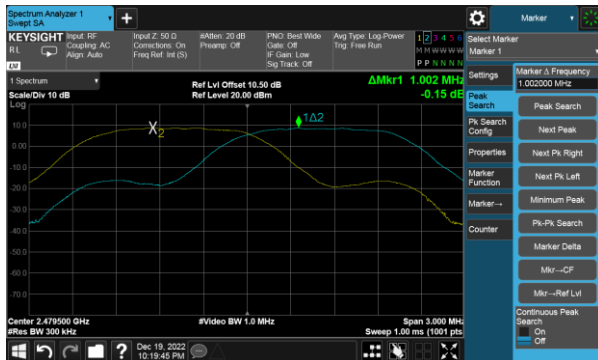 Spectrum Analyzer 1
Swept SA
KEYSIGHT
RL
Input: RF
Coupling: AC
Align: Auto
Input Z: 50 Ω
Corrections: On
Freq Ref: Int (S)
#Atten: 20 dB
Preamp: Off
PNO: Best Wide
Gate: Off
IF Gain: Low
Sig Track: Off
Avg Type: Log-Power
Trig: Free Run
1 2 3 4 5 6
M M W W W W
P P N N N N
LXI
1 Spectrum
Scale/Div 10 dB
Ref Lvl Offset 10.50 dB
Ref Level 20.00 dBm
ΔMkr1 1.002 MHz
-0.15 dB
Log
10.0
0.00
-10.0
-20.0
-30.0
-40.0
-50.0
-60.0
-70.0
X2
1Δ2
Center 2.479500 GHz
#Res BW 300 kHz
#Video BW 1.0 MHz
Span 3.000 MHz
Sweep 1.00 ms (1001 pts)
Dec 19, 2022
10:19:45 PM
Marker
Select Marker
Marker 1
Settings
Peak
Search
Pk Search
Config
Properties
Marker
Function
Marker→
Counter
Marker Δ Frequency
1.002000 MHz
Peak Search
Next Peak
Next Pk Right
Next Pk Left
Minimum Peak
Pk-Pk Search
Marker Delta
Mkr→CF
Mkr→Ref Lvl
Continuous Peak
Search
On
Off